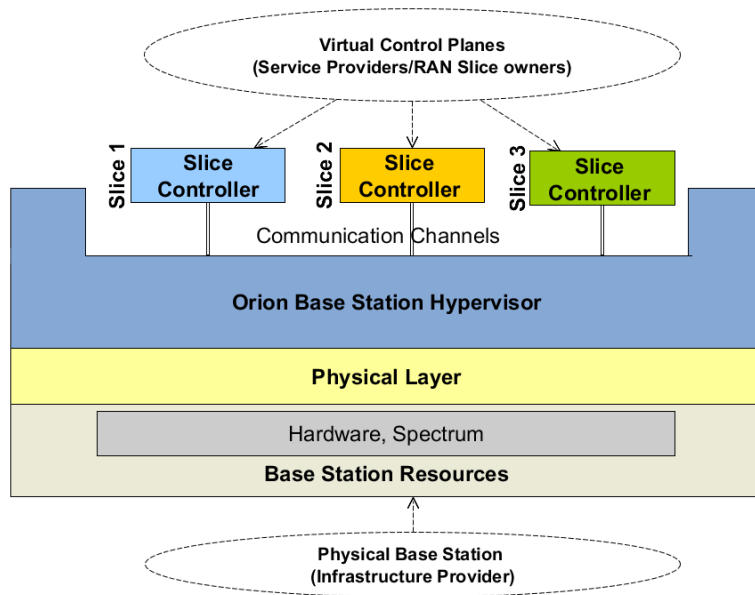 Virtual Control Planes
(Service Providers/RAN Slice owners)
Slice 1
Slice
Controller
Slice 2
Slice
Controller
Slice 3
Slice
Controller
Communication Channels
Orion Base Station Hypervisor
Physical Layer
Hardware, Spectrum
Base Station Resources
Physical Base Station
(Infrastructure Provider)